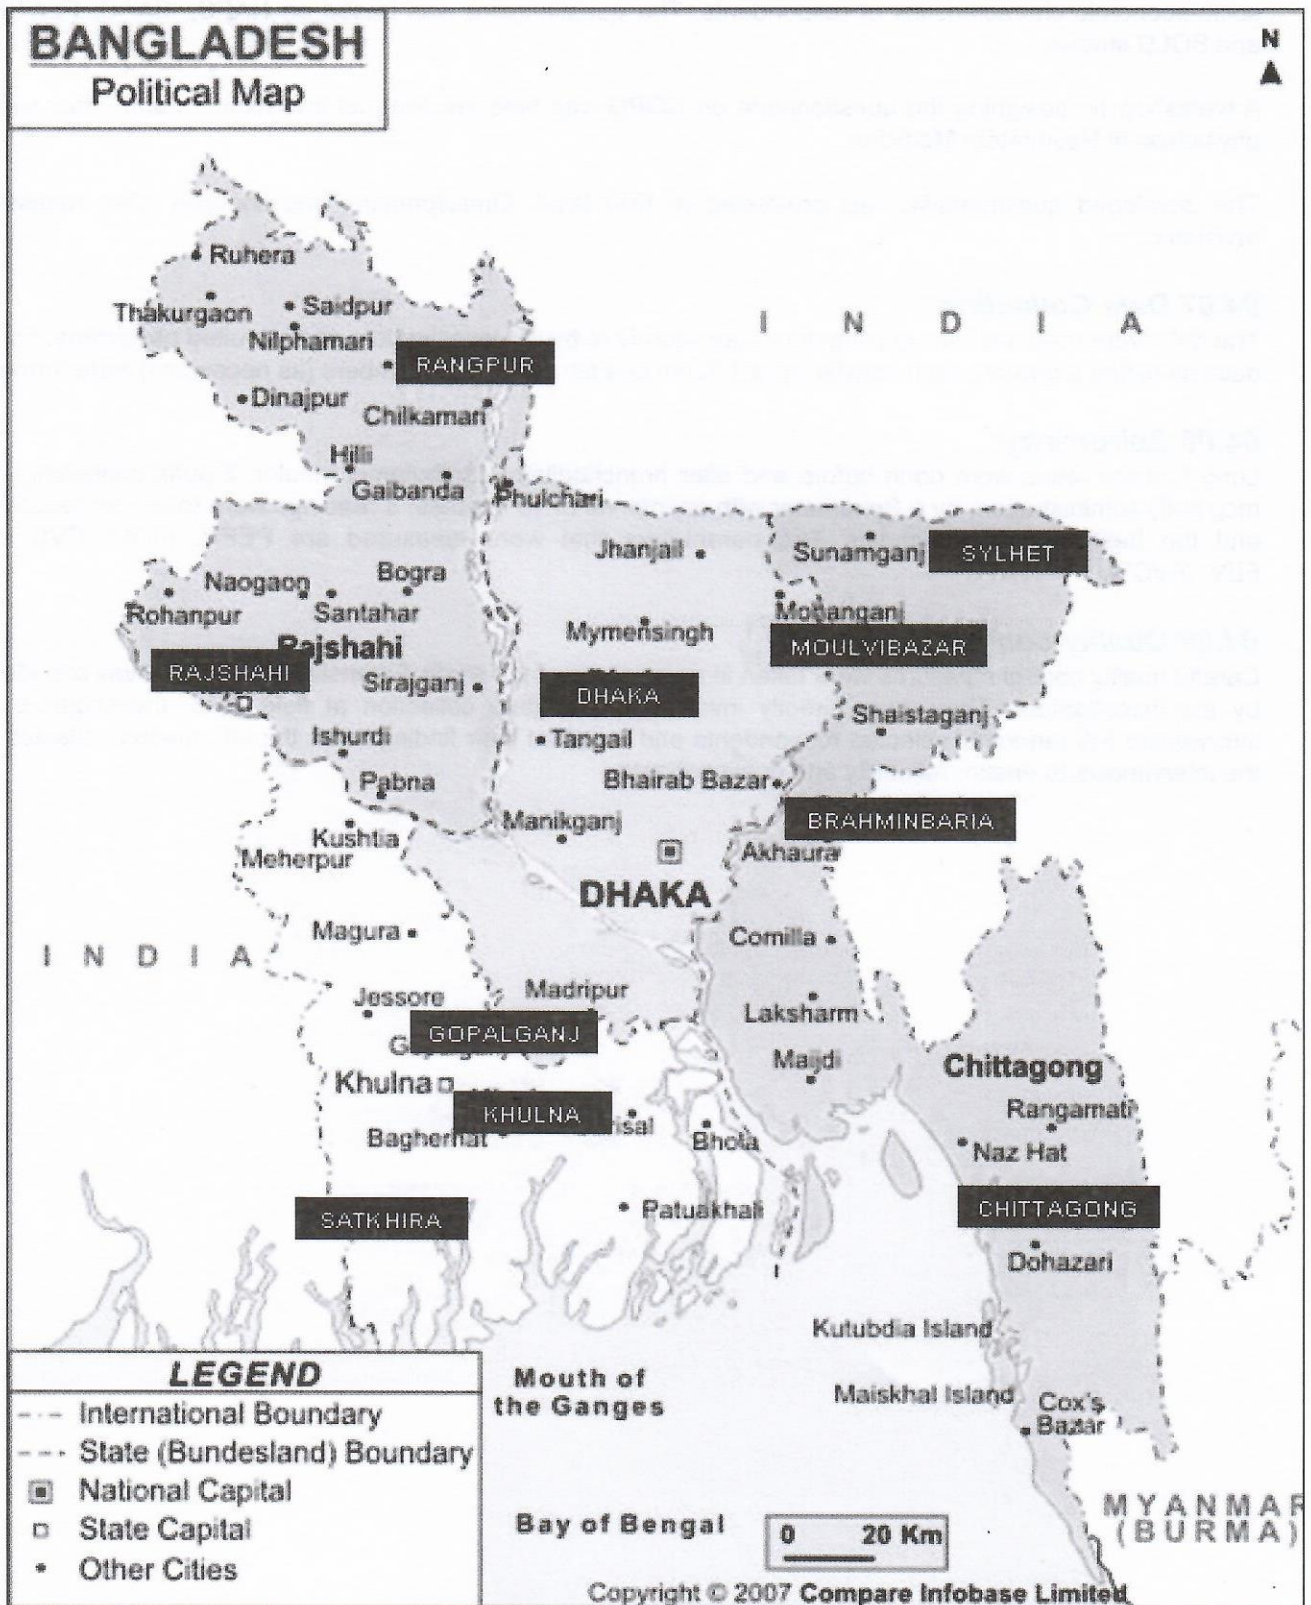 BANGLADESH
Political Map
N
Ruhera
Thakurgaon
Saidpur
Nilphamari
RANGPUR
I N D I A
Dinajpur
Chilkaman
Hilli
Gaibanda
Phulchari
Jhanjail
Sunamganj
SYLHET
Naogaon
Bogra
Rohanpur
Santahar
Mohanganj
Mymensingh
Rajshahi
MOULVIBAZAR
RAJSHAHI
Sirajganj
DHAKA
Shaistaganj
Ishurdi
Tangail
Pabna
Bhairab Bazar
Manikganj
BRAHMINBARIA
Kushtia
Meherpur
Akhaura
DHAKA
Magura
Comilla
I N D I A
Jessore
Madripur
Laksharm
GOPALGANJ
Khulna
Maijdi
Chittagong
KHULNA
Rangamati
Bagherhat
Bhola
Naz Hat
Patuakhali
CHITTAGONG
SATKHIRA
Dohazari
Kutubdia Island
LEGEND
International Boundary
State (Bundesland) Boundary
National Capital
State Capital
Other Cities
Mouth of
the Ganges
Maiskhal Island
Cox's
Bazar
Bay of Bengal
0 20 Km
MYANMAR
(BURMA)
Copyright © 2007 Compare Infobase Limited